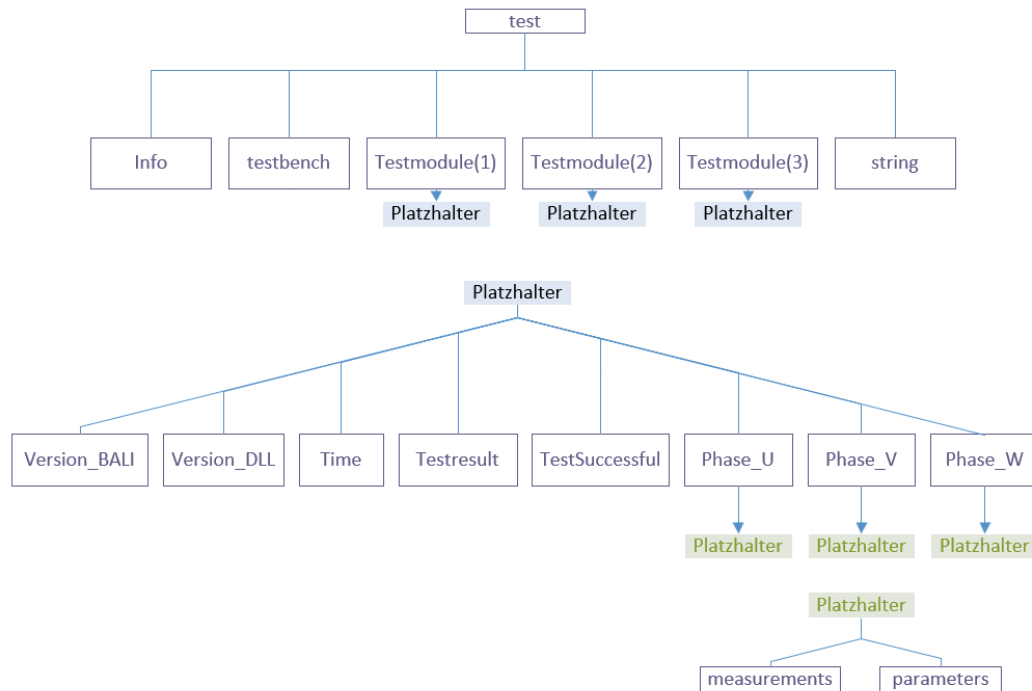 test
Info testbench Testmodule(1) Testmodule(2) Testmodule(3) string
Platzhalter Platzhalter Platzhalter
Platzhalter
Version_BALI Version_DLL Time Testresult TestSuccessful Phase_U Phase_V Phase_W
Platzhalter Platzhalter Platzhalter
Platzhalter
measurements parameters